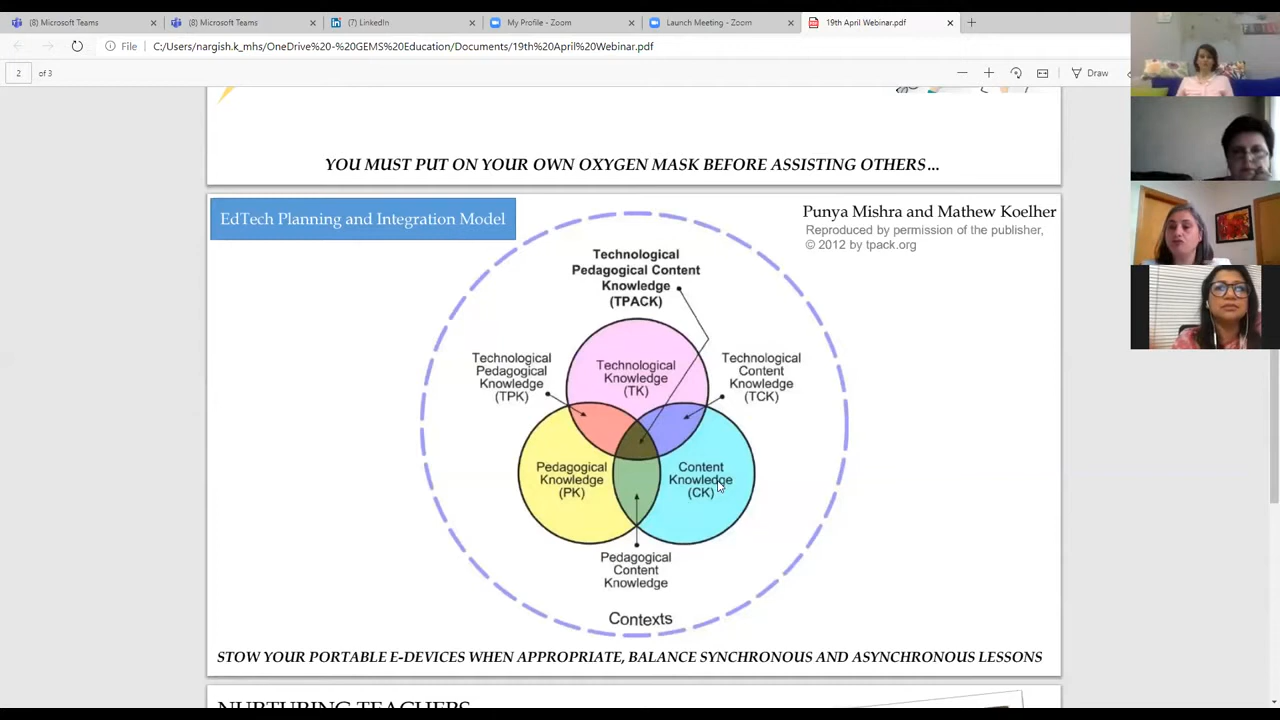 (8) Microsoft Teams
(8) Microsoft Teams
(7) LinkedIn
My Profile - Zoom
Launch Meeting - Zoom
19th April Webinar.pdf
File
C:/Users/nargish.k_mhs/OneDrive%20-%20GEMS%20Education/Documents/19th%20April%20Webinar.pdf
2 of 3
Draw
YOU MUST PUT ON YOUR OWN OXYGEN MASK BEFORE ASSISTING OTHERS...
EdTech Planning and Integration Model
Punya Mishra and Mathew Koelher
Reproduced by permission of the publisher,
© 2012 by tpack.org
Technological
Pedagogical Content
Knowledge
(TPACK)
Technological
Pedagogical
Knowledge
(TPK)
Technological
Knowledge
(TK)
Technological
Content
Knowledge
(TCK)
Pedagogical
Knowledge
(PK)
Content
Knowledge
(CK)
Pedagogical
Content
Knowledge
Contexts
STOW YOUR PORTABLE E-DEVICES WHEN APPROPRIATE, BALANCE SYNCHRONOUS AND ASYNCHRONOUS LESSONS
NURTURING TEACHERS